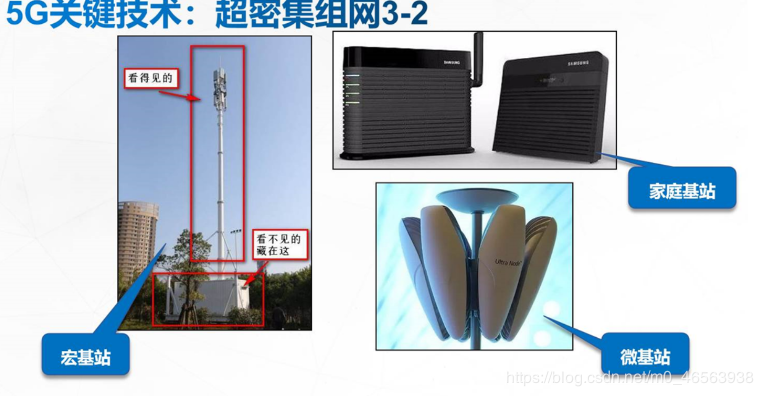 5G关键技术：超密集组网3-2
看得见的
看不见的
藏在这
宏基站
SAMSUNG
SAMSUNG
家庭基站
微基站
https://blog.csdn.net/m0_46563938